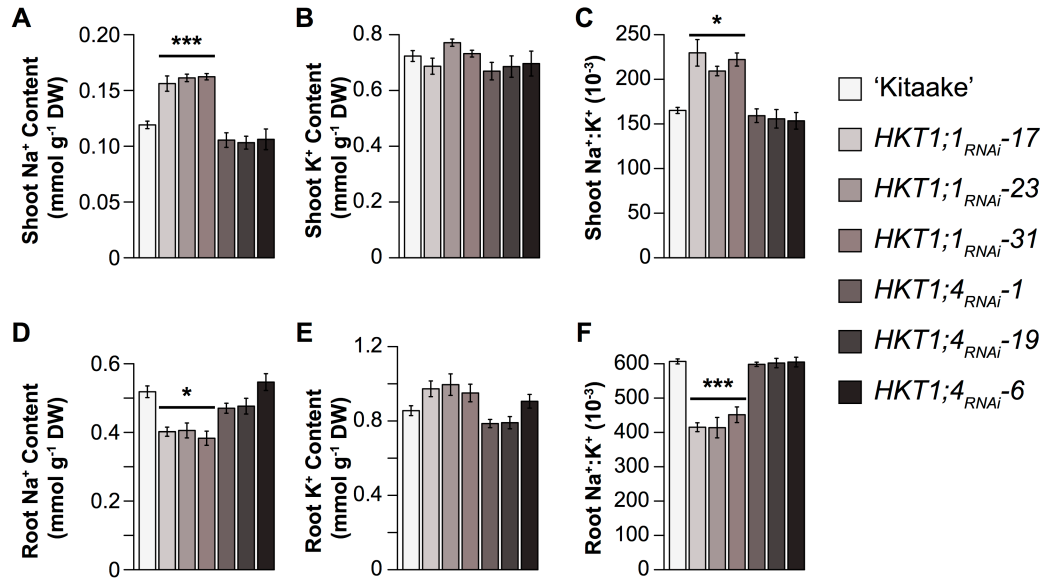 A
Shoot Na⁺ Content
(mmol g⁻¹ DW)
0.20
0.15
0.10
0.05
0
***
B
Shoot K⁺ Content
(mmol g⁻¹ DW)
0.8
0.6
0.4
0.2
0
C
Shoot Na⁺:K⁺ (10⁻³)
250
200
150
100
50
0
*
D
Root Na⁺ Content
(mmol g⁻¹ DW)
0.6
0.4
0.2
0
*
E
Root K⁺ Content
(mmol g⁻¹ DW)
1.2
0.8
0.4
0
F
Root Na⁺:K⁺ (10⁻³)
600
500
400
300
200
100
0
***
‘Kitaake’
HKT1;1RNAi-17
HKT1;1RNAi-23
HKT1;1RNAi-31
HKT1;4RNAi-1
HKT1;4RNAi-19
HKT1;4RNAi-6